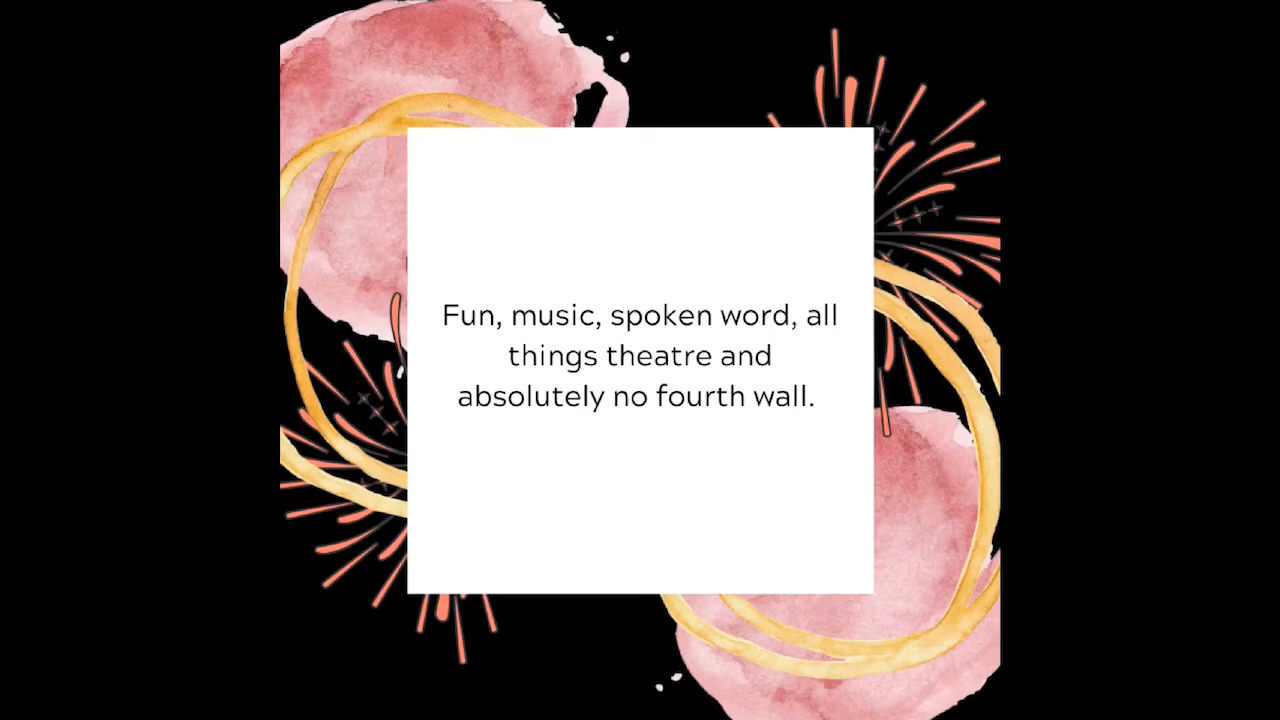 Fun, music, spoken word, all
things theatre and
absolutely no fourth wall.